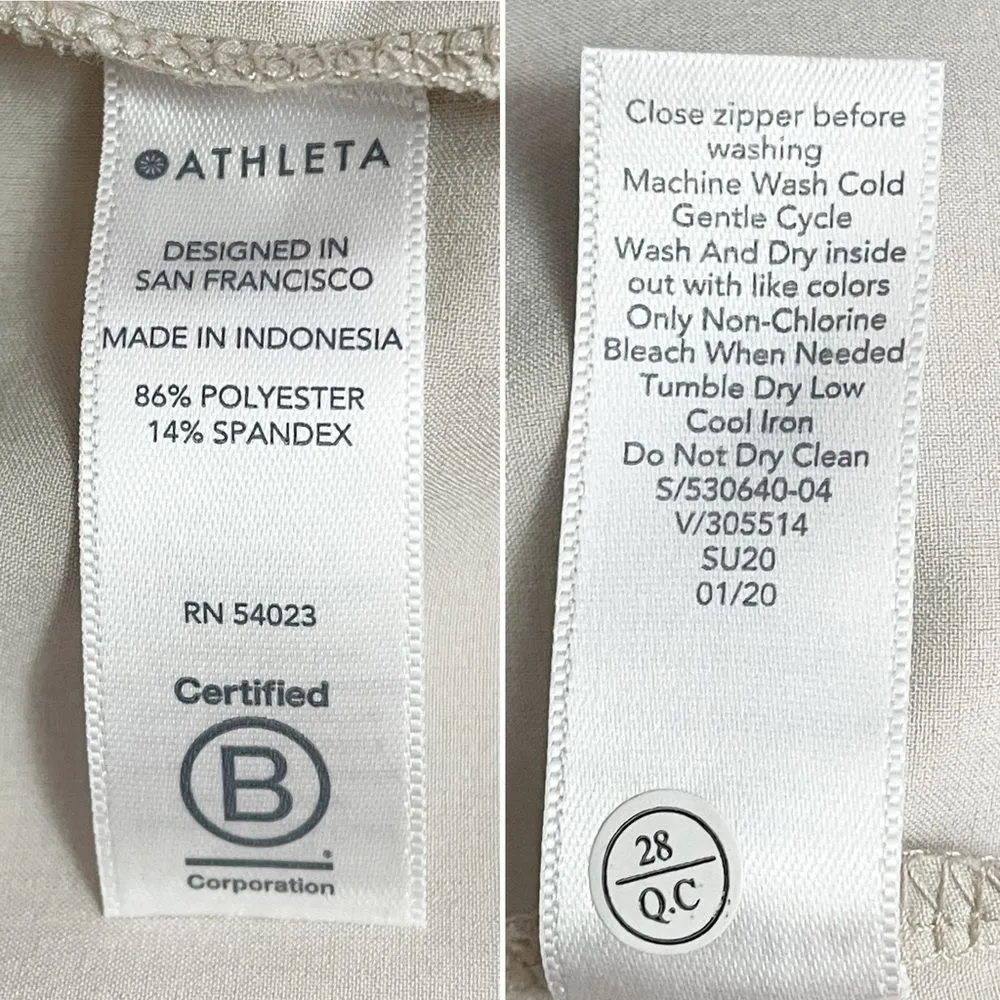 ATHLETA
DESIGNED IN
SAN FRANCISCO
MADE IN INDONESIA
86% POLYESTER
14% SPANDEX
RN 54023
Certified
B
®
Corporation
Close zipper before
washing
Machine Wash Cold
Gentle Cycle
Wash And Dry inside
out with like colors
Only Non-Chlorine
Bleach When Needed
Tumble Dry Low
Cool Iron
Do Not Dry Clean
S/530640-04
V/305514
SU20
01/20
28
Q.C